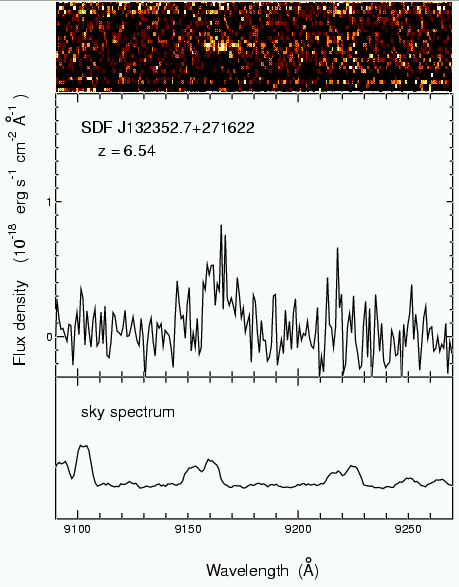 SDF J132352.7+271622
z = 6.54
1
0
Flux density (10⁻¹⁸ erg s⁻¹ cm⁻² Å⁻¹ )
sky spectrum
9100 9150 9200 9250
Wavelength (Å)